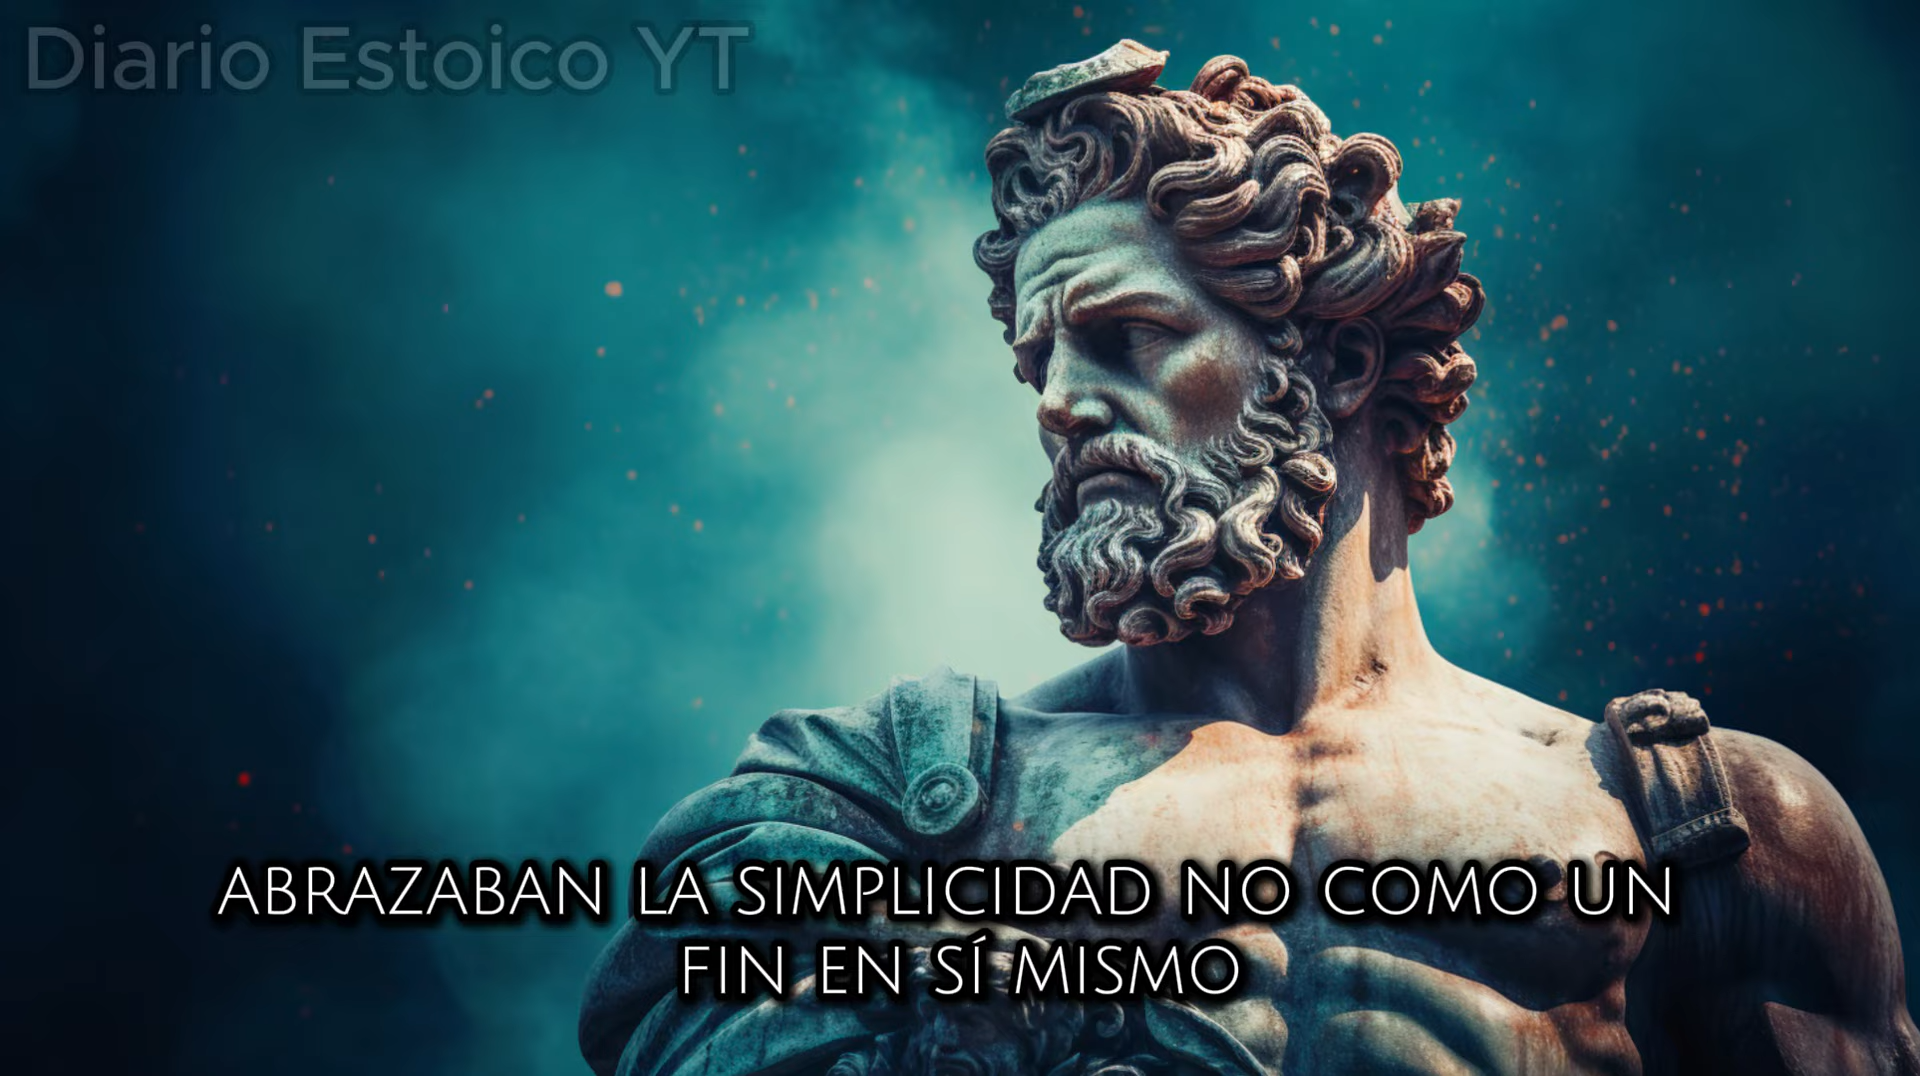 Diario Estoico YT
ABRAZABAN LA SIMPLICIDAD NO COMO UN
FIN EN SÍ MISMO